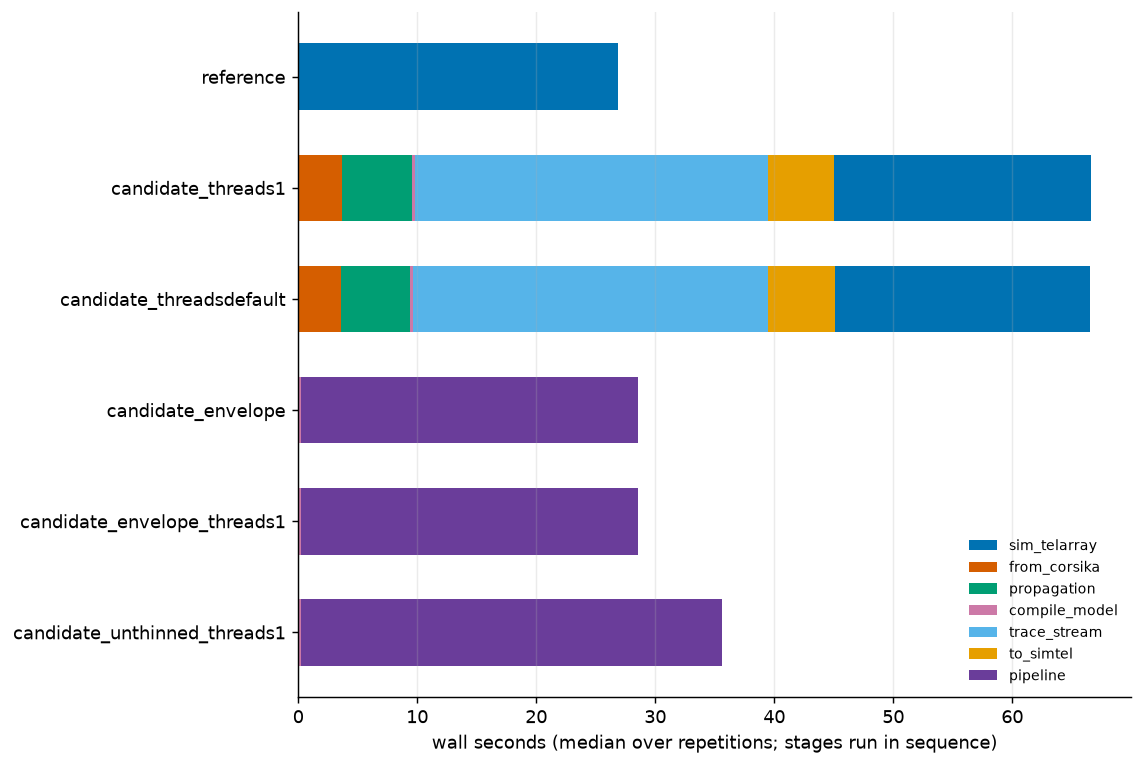 reference
candidate_threads1
candidate_threadsdefault
candidate_envelope
candidate_envelope_threads1
candidate_unthinned_threads1
sim_telarray
from_corsika
propagation
compile_model
trace_stream
to_simtel
pipeline
0 10 20 30 40 50 60
wall seconds (median over repetitions; stages run in sequence)